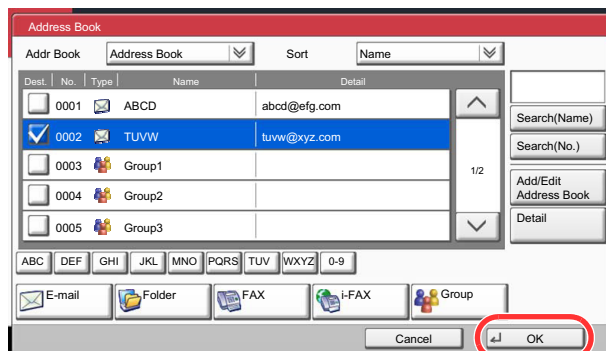 Address Book
Addr Book Address Book Sort Name
Dest. No. Type Name Detail
0001 ABCD abcd@efg.com
0002 TUVW tuvw@xyz.com
0003 Group1
0004 Group2
0005 Group3
1/2
Search(Name)
Search(No.)
Add/Edit
Address Book
Detail
ABC DEF GHI JKL MNO PQRS TUV WXYZ 0-9
E-mail Folder FAX i-FAX Group
Cancel OK